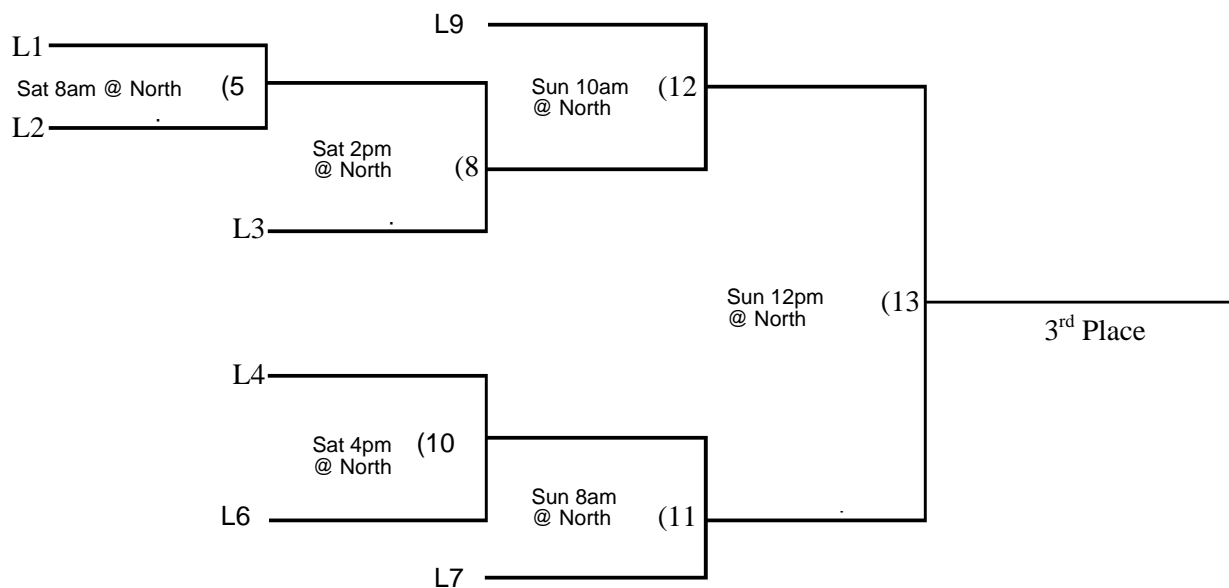 L9
L1
Sat 8am @ North (5
Sun 10am
@ North
(12
L2
Sat 2pm
@ North
(8
L3
Sun 12pm
@ North
(13
3rd Place
L4
Sat 4pm
@ North
(10
Sun 8am
@ North
(11
L6
L7